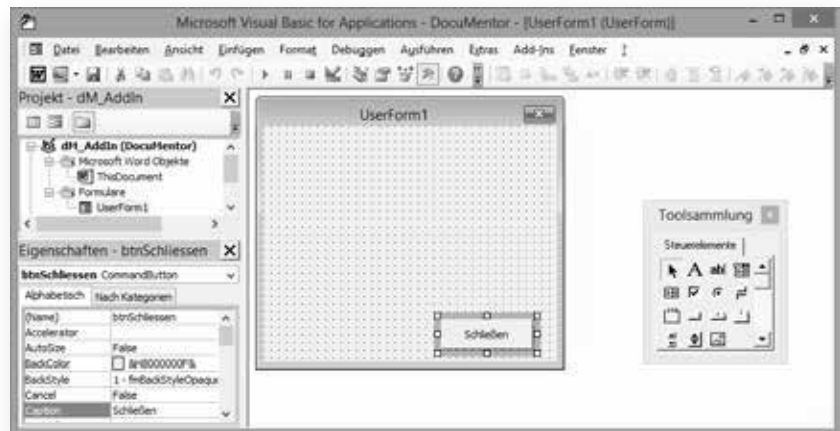 Microsoft Visual Basic for Applications - DocuMentor - [UserForm1 (UserForm)]
Datei Bearbeiten Ansicht Einfügen Format Debuggen Ausführen Extras Add-Ins Fenster ?
Projekt - dM_AddIn
dM_AddIn (DocuMentor)
Microsoft Word Objekte
ThisDocument
Formulare
UserForm1
Eigenschaften - btnSchliessen
btnSchliessen CommandButton
Alphabetisch Nach Kategorien
(Name) btnSchliessen
Accelerator
AutoSize False
BackColor &H8000000F&
BackStyle 1 - fmBackStyleOpaque
Cancel False
Caption Schließen
UserForm1
Schließen
Toolsammlung
Steuerelemente
A abl